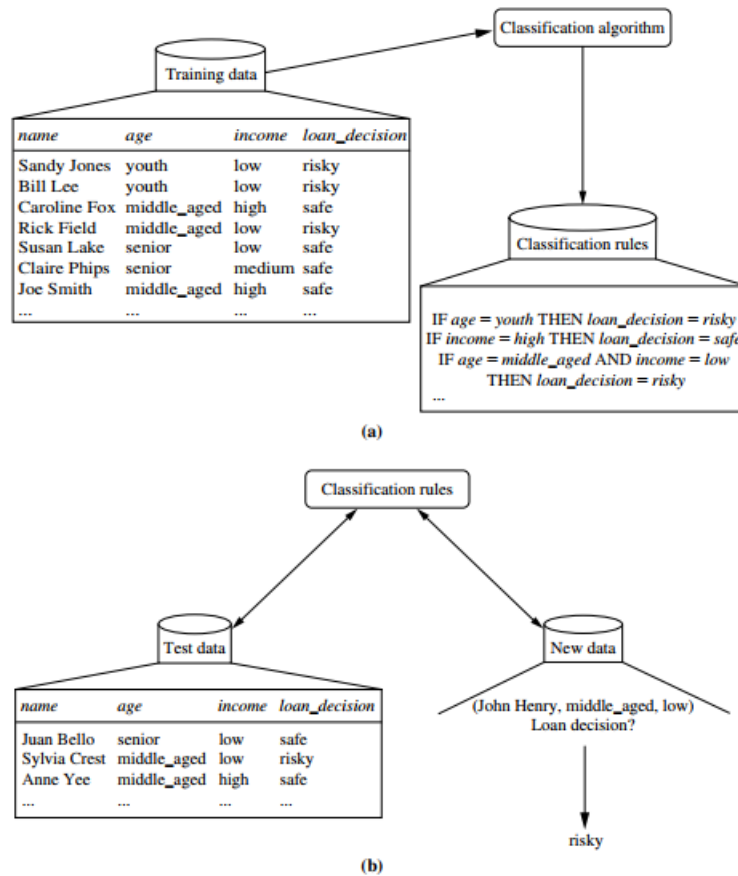 Classification algorithm
Training data
name age income loan_decision
Sandy Jones youth low risky
Bill Lee youth low risky
Caroline Fox middle_aged high safe
Rick Field middle_aged low risky
Susan Lake senior low safe
Claire Phips senior medium safe
Joe Smith middle_aged high safe
... ... ... ...
Classification rules
IF age = youth THEN loan_decision = risky
IF income = high THEN loan_decision = safe
IF age = middle_aged AND income = low
THEN loan_decision = risky
...
(a)
Classification rules
Test data
name age income loan_decision
Juan Bello senior low safe
Sylvia Crest middle_aged low risky
Anne Yee middle_aged high safe
... ... ... ...
New data
(John Henry, middle_aged, low)
Loan decision?
risky
(b)